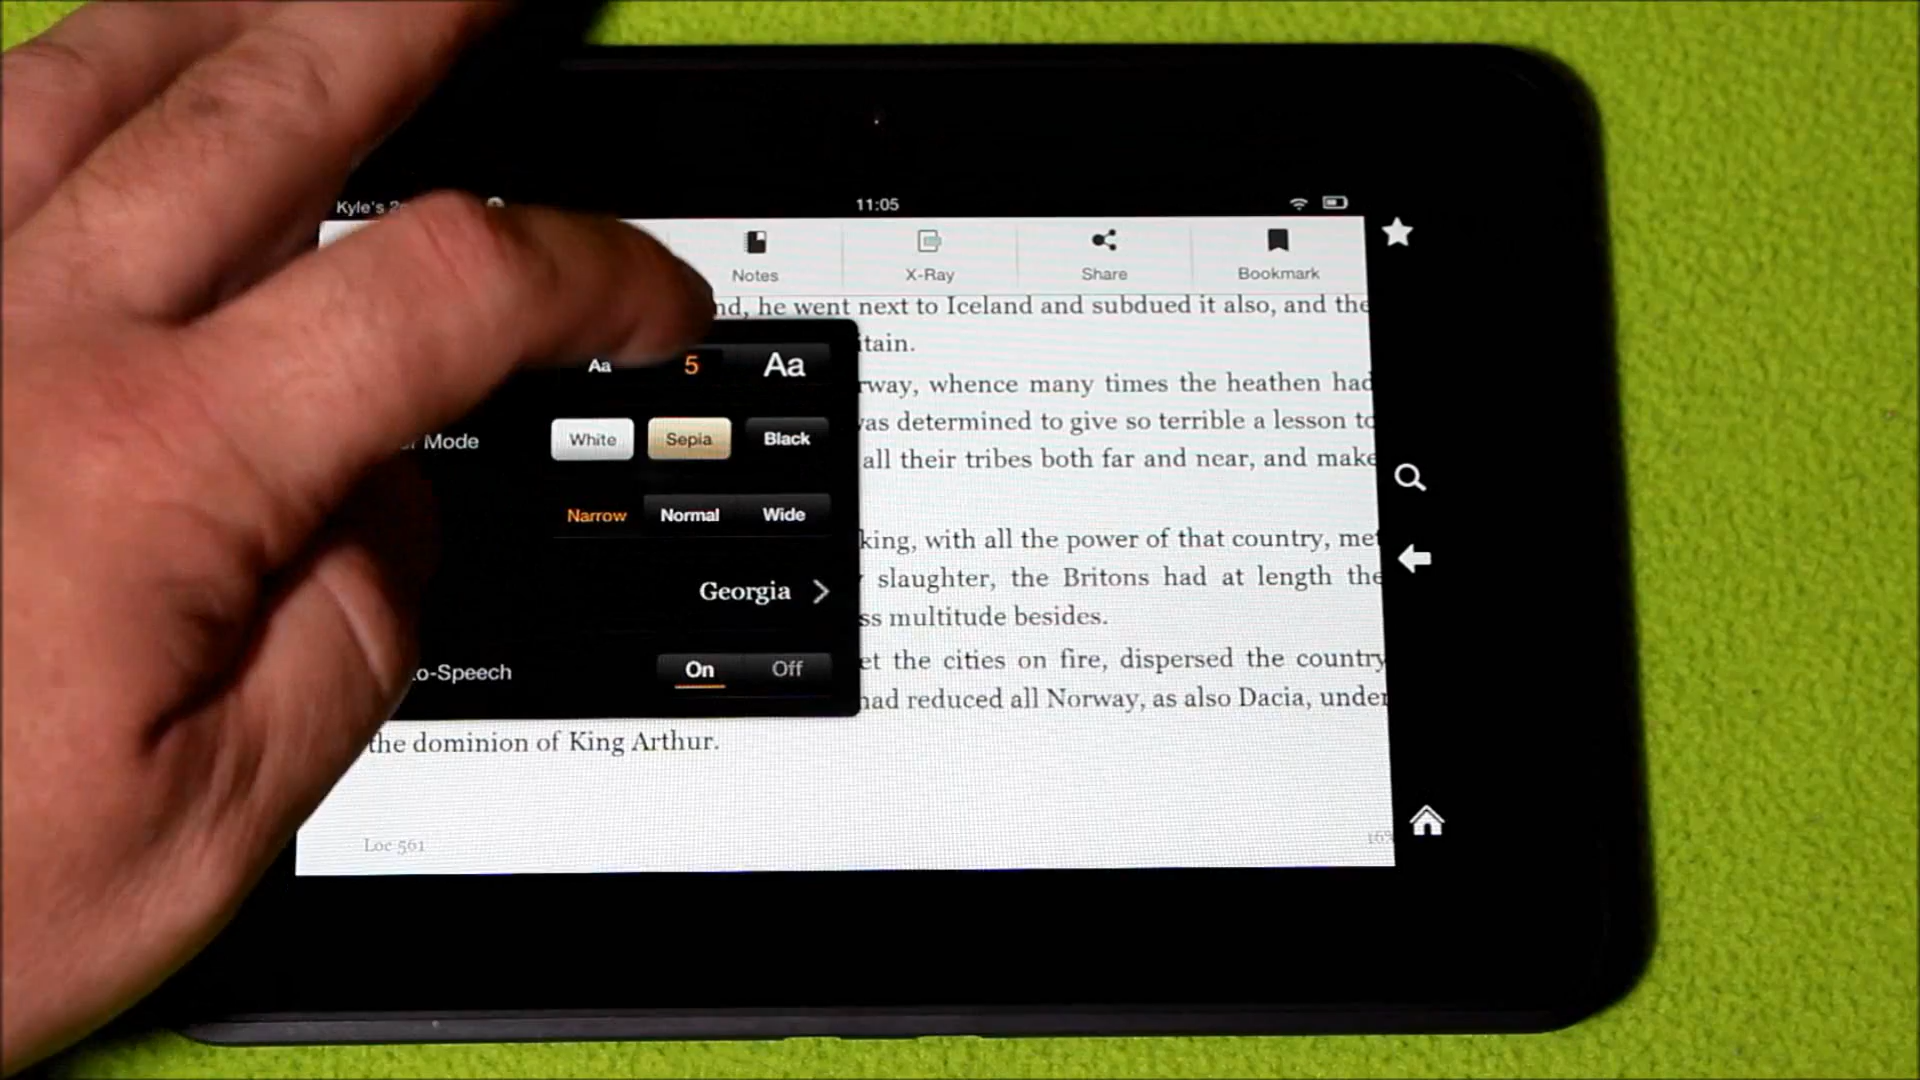 Kyle's 2
11:05
Notes X-Ray Share Bookmark
he went next to Iceland and subdued it also, and the
Aa 5 Aa
way, whence many times the heathen had
Mode White Sepia Black
as determined to give so terrible a lesson to
all their tribes both far and near, and make
Narrow Normal Wide
king, with all the power of that country, met
Georgia
slaughter, the Britons had at length the
ss multitude besides.
o-Speech On Off
et the cities on fire, dispersed the country
had reduced all Norway, as also Dacia, under
the dominion of King Arthur.
Loc 561 16%